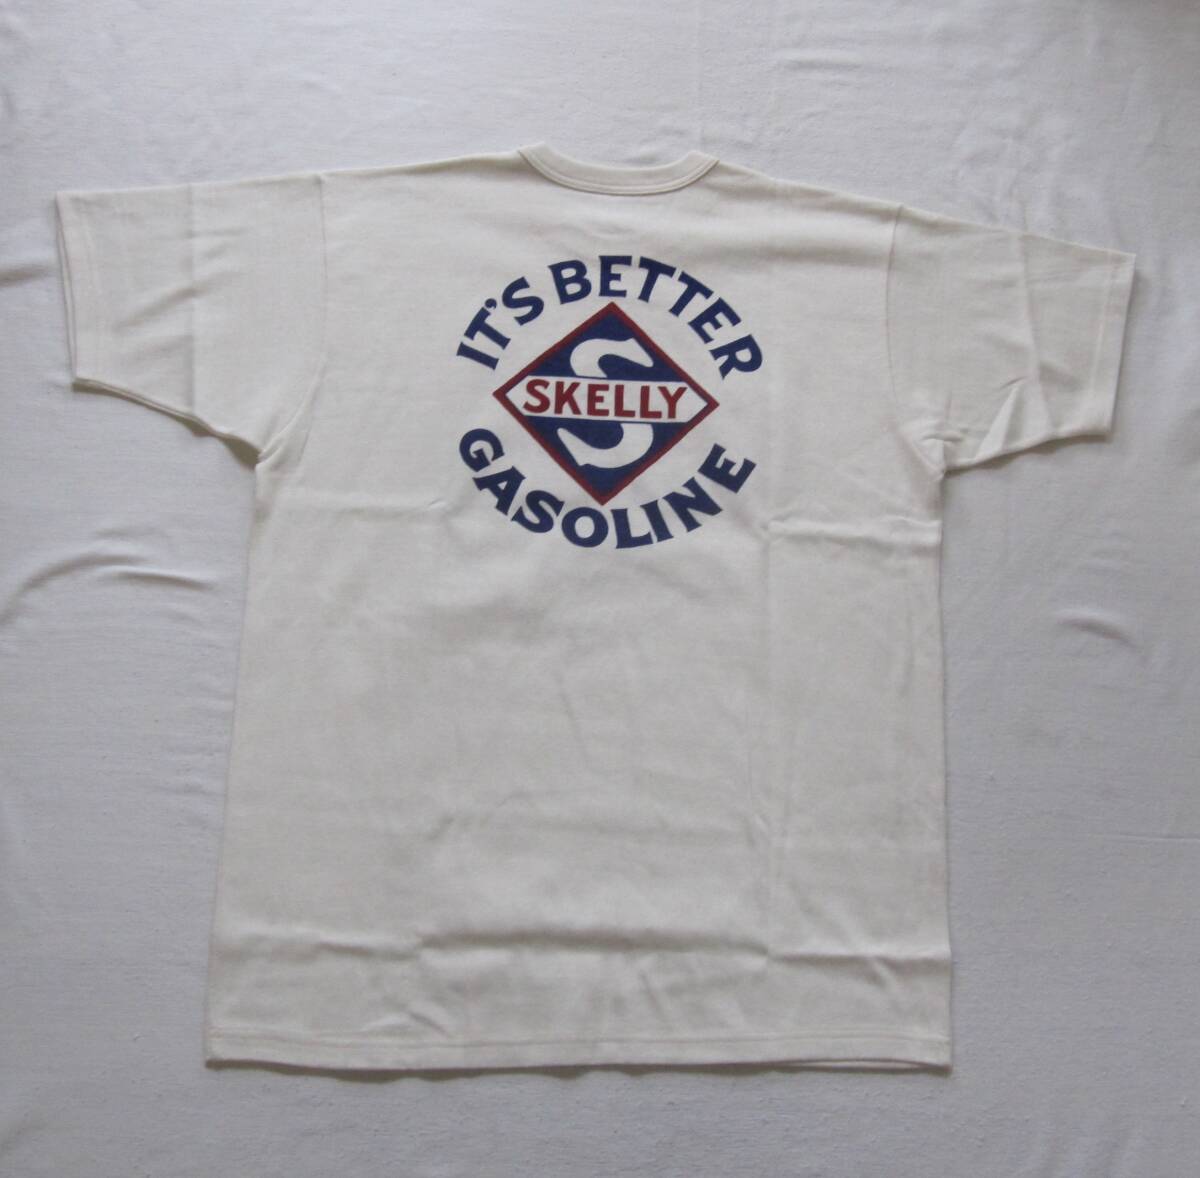 IT'S BETTER
S
SKELLY
GASOLINE